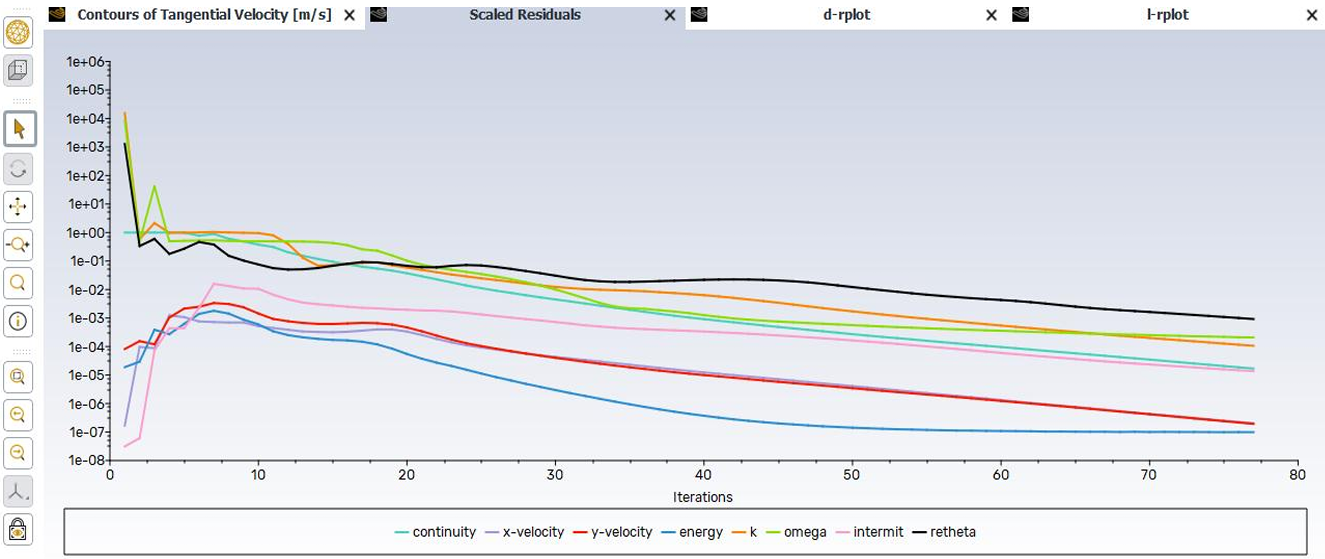 Contours of Tangential Velocity [m/s]
Scaled Residuals
d-rplot
l-rplot
1e+06
1e+05
1e+04
1e+03
1e+02
1e+01
1e+00
1e-01
1e-02
1e-03
1e-04
1e-05
1e-06
1e-07
1e-08
0 10 20 30 40 50 60 70 80
Iterations
continuity x-velocity y-velocity energy k omega intermit retheta